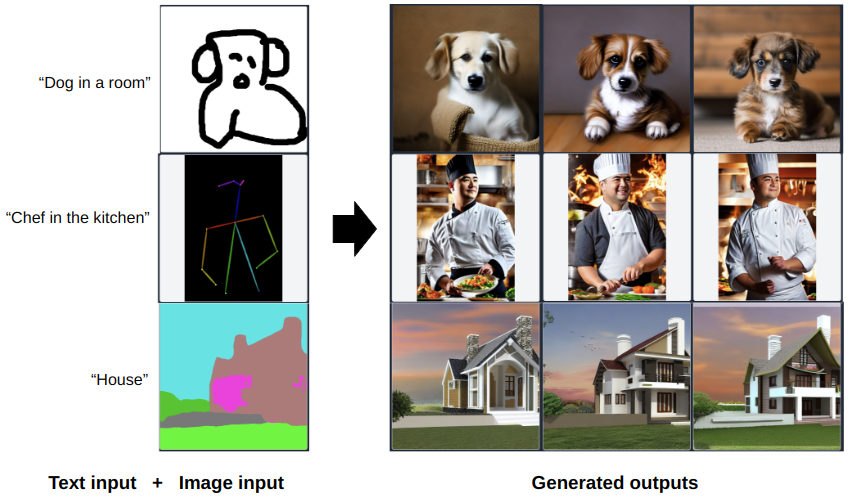 “Dog in a room”
“Chef in the kitchen”
“House”
Text input + Image input
Generated outputs